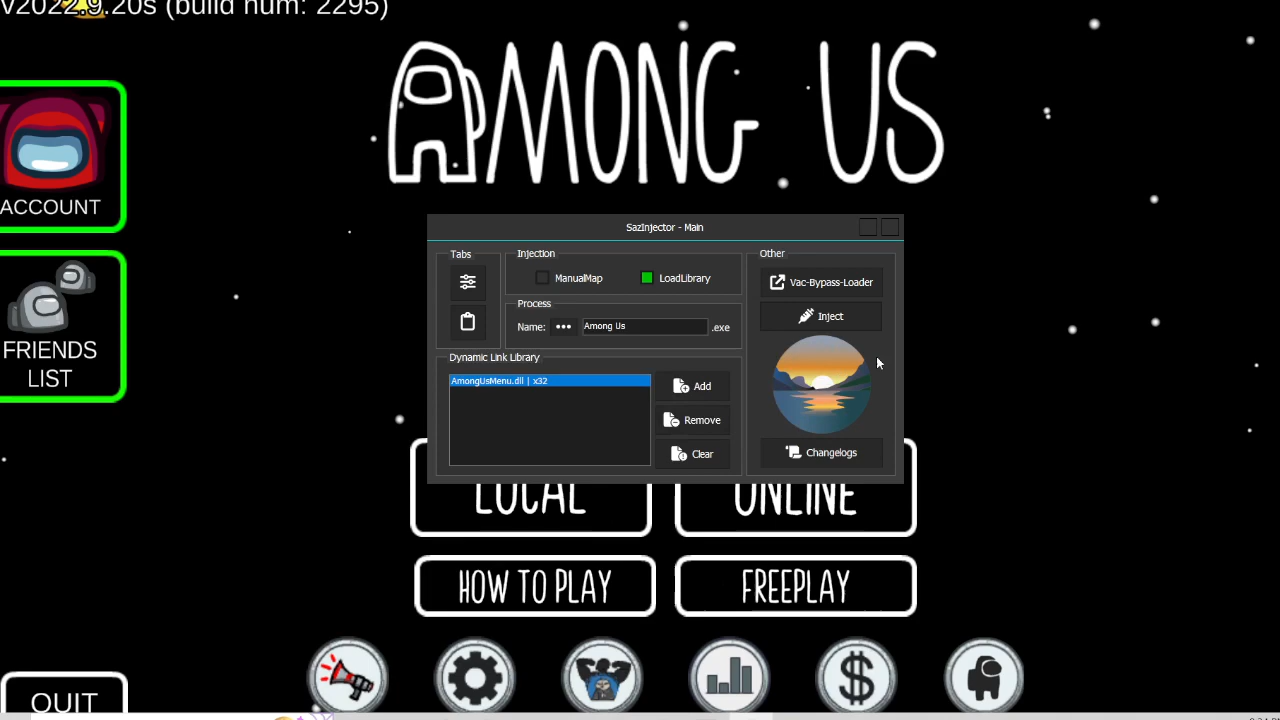 v2022.9.20s (build num: 2295)
AMONG US
ACCOUNT
FRIENDS
LIST
SazInjector - Main
Tabs
Injection
ManualMap
LoadLibrary
Process
Name:
Among Us
.exe
Dynamic Link Library
AmongUsMenu.dll | x32
Add
Remove
Clear
Other
Vac-Bypass-Loader
Inject
Changelogs
LOCAL
ONLINE
HOW TO PLAY
FREEPLAY
QUIT